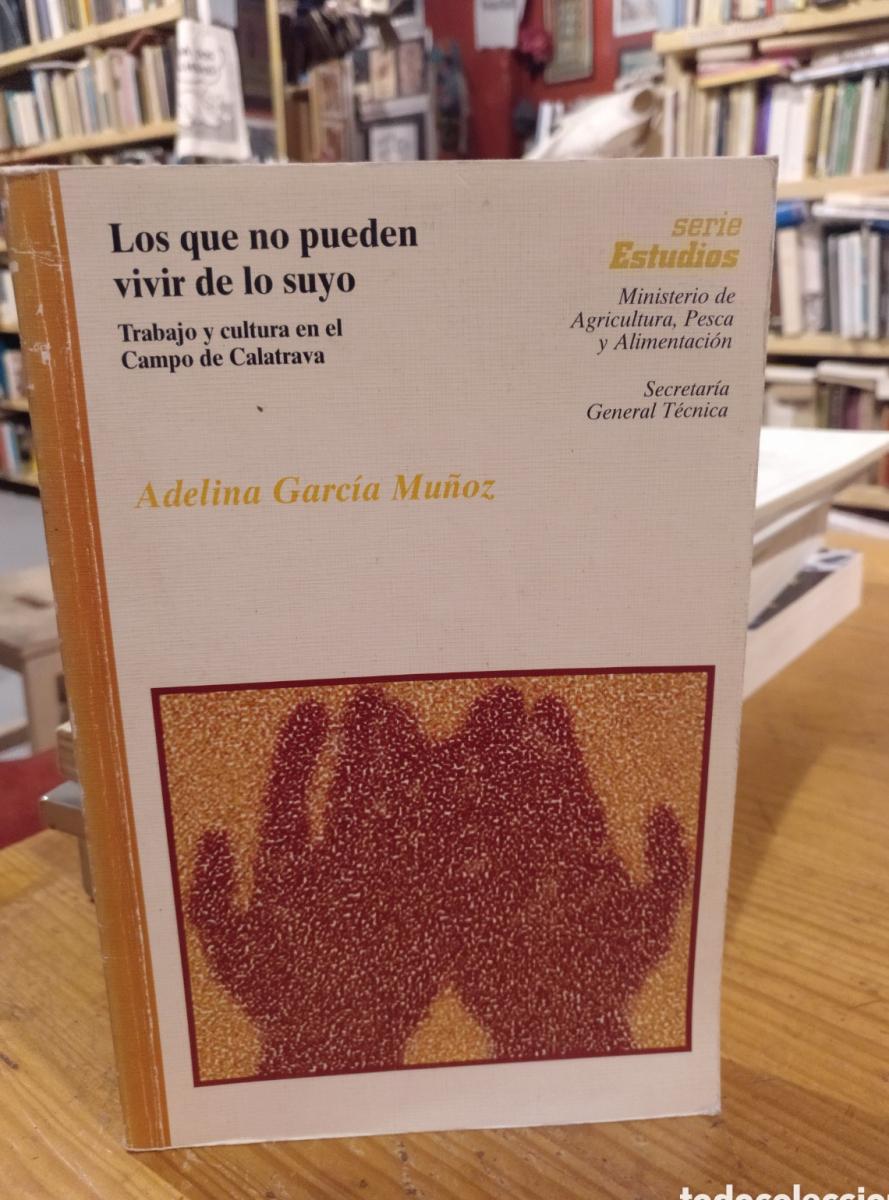 Los que no pueden
vivir de lo suyo
Trabajo y cultura en el
Campo de Calatrava
serie
Estudios
Ministerio de
Agricultura, Pesca
y Alimentación
Secretaría
General Técnica
Adelina García Muñoz